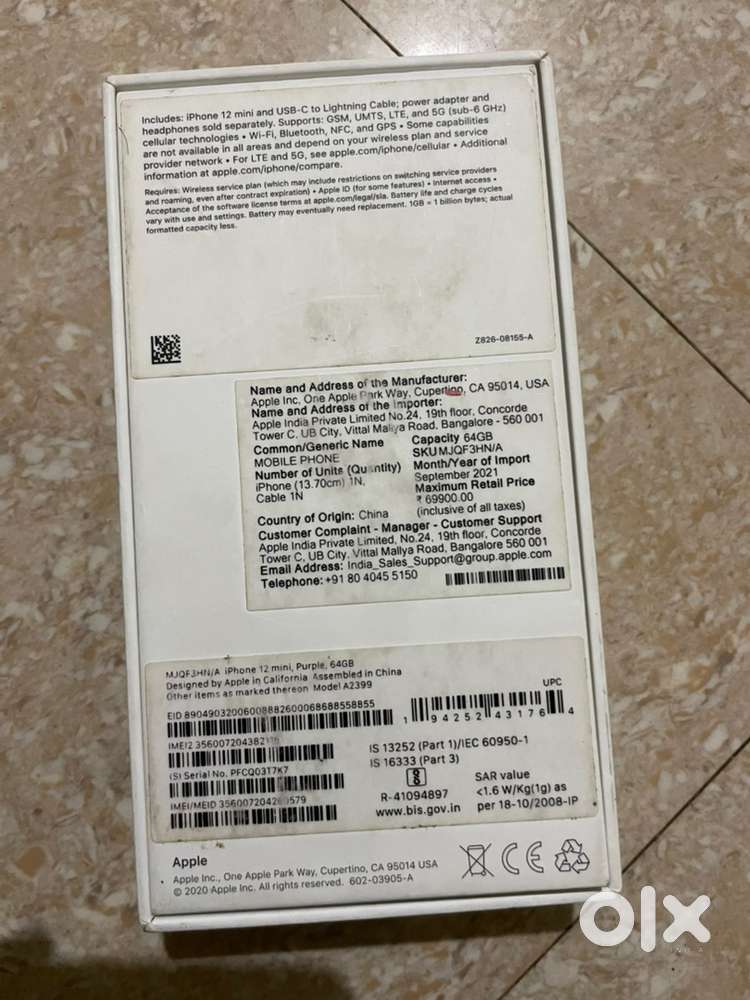 Includes: iPhone 12 mini and USB-C to Lightning Cable; power adapter and
headphones sold separately. Supports: GSM, UMTS, LTE, and 5G (sub-6 GHz)
cellular technologies • Wi-Fi, Bluetooth, NFC, and GPS • Some capabilities
are not available in all areas and depend on your wireless plan and service
provider network • For LTE and 5G, see apple.com/iphone/cellular • Additional
information at apple.com/iphone/compare.
Requires: Wireless service plan (which may include restrictions on switching service providers
and roaming, even after contract expiration) • Apple ID (for some features) • Internet access •
Acceptance of the software license terms at apple.com/legal/sla. Battery life and charge cycles
vary with use and settings. Battery may eventually need replacement. 1GB = 1 billion bytes; actual
formatted capacity less.
Z826-08155-A
Name and Address of the Manufacturer:
Apple Inc. One Apple Park Way, Cupertino, CA 95014, USA
Name and Address of the Importer:
Apple India Private Limited No.24, 19th floor, Concorde
Tower C, UB City, Vittal Mallya Road, Bangalore - 560 001
Common/Generic Name
MOBILE PHONE
Number of Units (Quantity)
iPhone (13.70cm) 1N,
Cable 1N
Capacity 64GB
SKU MJQF3HN/A
Month/Year of Import
September 2021
Maximum Retail Price
₹ 69900.00
(inclusive of all taxes)
Country of Origin: China
Customer Complaint - Manager - Customer Support
Apple India Private Limited, No.24, 19th floor, Concorde
Tower C, UB City, Vittal Mallya Road, Bangalore 560 001
Email Address: India_Sales_Support@group.apple.com
Telephone: +91 80 4045 5150
MJQF3HN/A iPhone 12 mini, Purple, 64GB
Designed by Apple in California Assembled in China
Other items as marked thereon Model A2399
EID 89049032006008882600068688558855
IMEI2
(S) Serial No. PFCQ03T7K7
IMEI/MEID
UPC
1 94252 43176 4
IS 13252 (Part 1)/IEC 60950-1
IS 16333 (Part 3)
R-41094897
www.bis.gov.in
SAR value
<1.6 W/Kg(1g) as
per 18-10/2008-IP
Apple
Apple Inc., One Apple Park Way, Cupertino, CA 95014 USA
© 2020 Apple Inc. All rights reserved. 602-03905-A
CE
olx